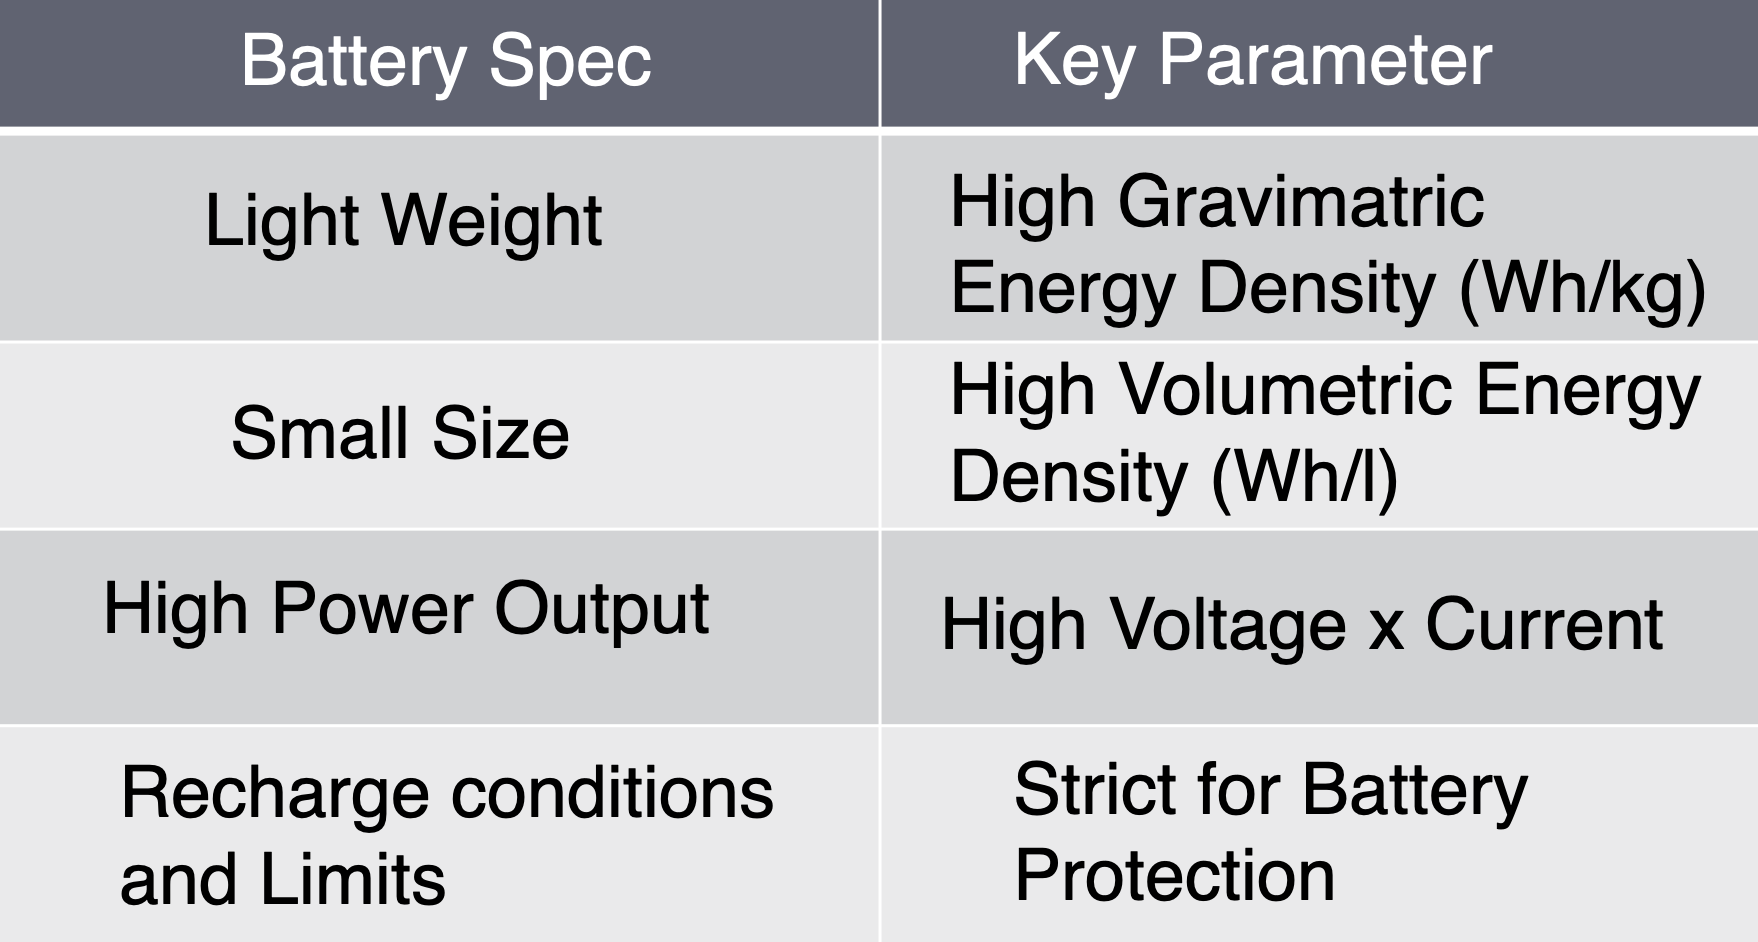 Battery Spec
Key Parameter
Light Weight
High Gravimatric
Energy Density (Wh/kg)
Small Size
High Volumetric Energy
Density (Wh/l)
High Power Output
High Voltage x Current
Recharge conditions
and Limits
Strict for Battery
Protection